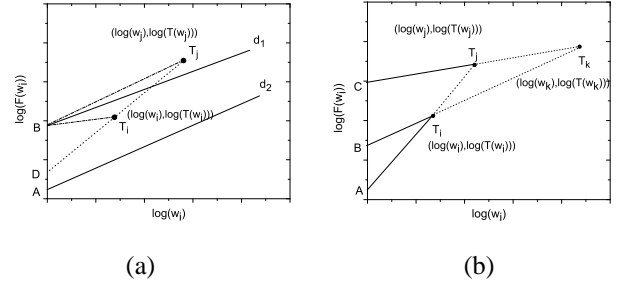 (log(wj),log(T(wj)))
Tj
d1
d2
B
(log(wi),log(T(wi)))
Ti
D
A
log(F(wi))
log(wi)
(a)
(log(wj),log(T(wj)))
Tj
Tk
C
(log(wk),log(T(wk)))
B
Ti
(log(wi),log(T(wi)))
A
log(F(wi))
log(wi)
(b)